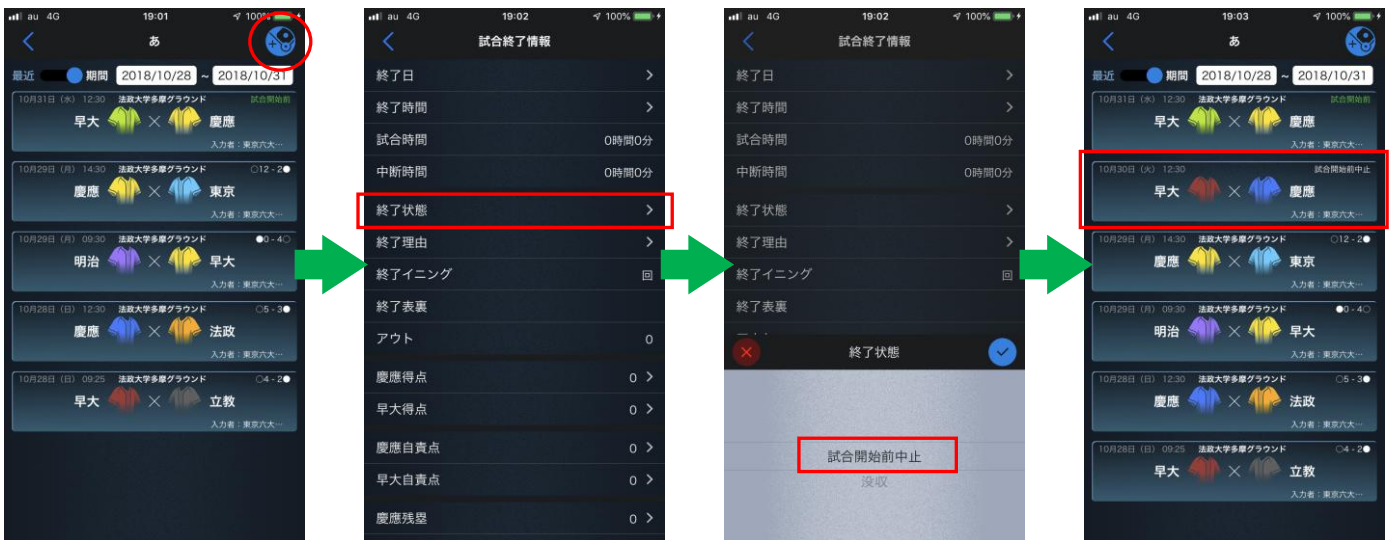 au 4G 19:01 100%
あ
最近 期間 2018/10/28 ~ 2018/10/31
10月31日（水）12:30 法政大学多摩グラウンド 試合開始前
早大 × 慶應
入力者：東京六大…
10月29日（月）14:30 法政大学多摩グラウンド ○12 - 2●
慶應 × 東京
入力者：東京六大…
10月29日（月）09:30 法政大学多摩グラウンド ●0 - 4○
明治 × 早大
入力者：東京六大…
10月28日（日）12:30 法政大学多摩グラウンド ○5 - 3●
慶應 × 法政
入力者：東京六大…
10月28日（日）09:25 法政大学多摩グラウンド ○4 - 2●
早大 × 立教
入力者：東京六大…
au 4G 19:02 100%
試合終了情報
終了日
終了時間
試合時間 0時間0分
中断時間 0時間0分
終了状態
終了理由
終了イニング 回
終了表裏
アウト 0
慶應得点 0
早大得点 0
慶應自責点 0
早大自責点 0
慶應残塁 0
au 4G 19:02 100%
試合終了情報
終了日
終了時間
試合時間 0時間0分
中断時間 0時間0分
終了状態
終了理由
終了イニング 回
終了表裏
終了状態
試合開始前中止
没収
au 4G 19:03 100%
あ
最近 期間 2018/10/28 ~ 2018/10/31
10月31日（水）12:30 法政大学多摩グラウンド 試合開始前
早大 × 慶應
入力者：東京六大…
10月30日（火）12:30 試合開始前中止
早大 × 慶應
10月29日（月）14:30 法政大学多摩グラウンド ○12 - 2●
慶應 × 東京
入力者：東京六大…
10月29日（月）09:30 法政大学多摩グラウンド ●0 - 4○
明治 × 早大
入力者：東京六大…
10月28日（日）12:30 法政大学多摩グラウンド ○5 - 3●
慶應 × 法政
入力者：東京六大…
10月28日（日）09:25 法政大学多摩グラウンド ○4 - 2●
早大 × 立教
入力者：東京六大…